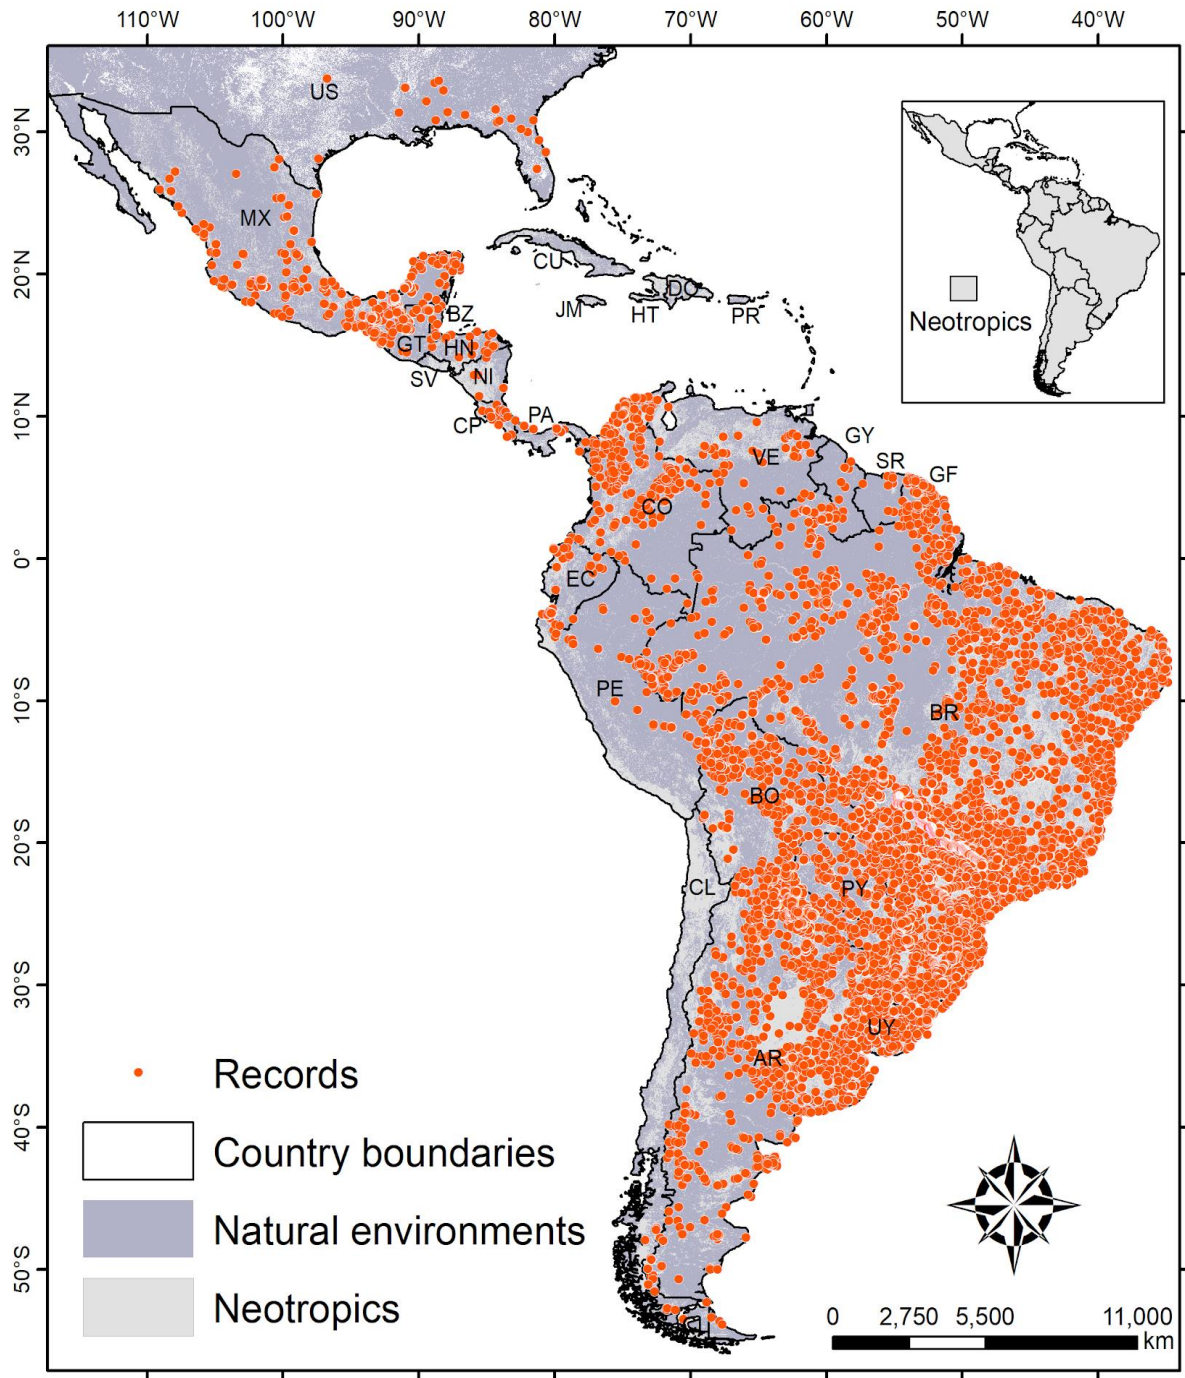 110°W 100°W 90°W 80°W 70°W 60°W 50°W 40°W
30°N
20°N
10°N
0°
10°S
20°S
30°S
40°S
50°S
US
MX
CU
DO
JM
HT
PR
BZ
GT
HN
SV
NI
CP
PA
VE
GY
SR
GF
CO
EC
PE
BR
BO
CL
PY
UY
AR
Neotropics
Records
Country boundaries
Natural environments
Neotropics
0 2,750 5,500 11,000
km